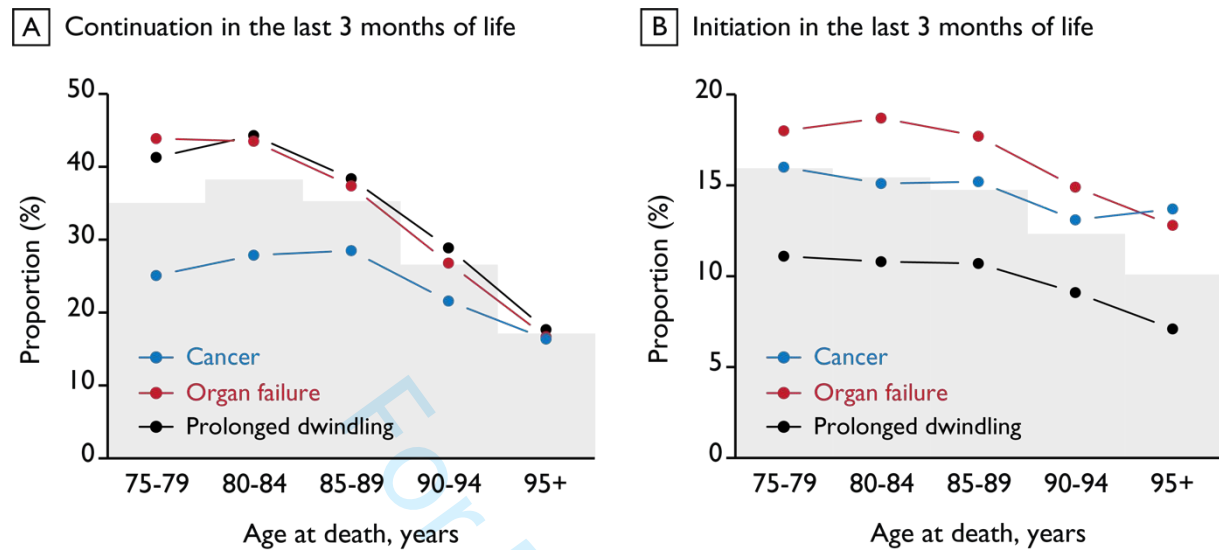 A Continuation in the last 3 months of life
Proportion (%)
50
40
30
20
10
0
Cancer
Organ failure
Prolonged dwindling
75-79 80-84 85-89 90-94 95+
Age at death, years
B Initiation in the last 3 months of life
Proportion (%)
20
15
10
5
0
Cancer
Organ failure
Prolonged dwindling
75-79 80-84 85-89 90-94 95+
Age at death, years
For